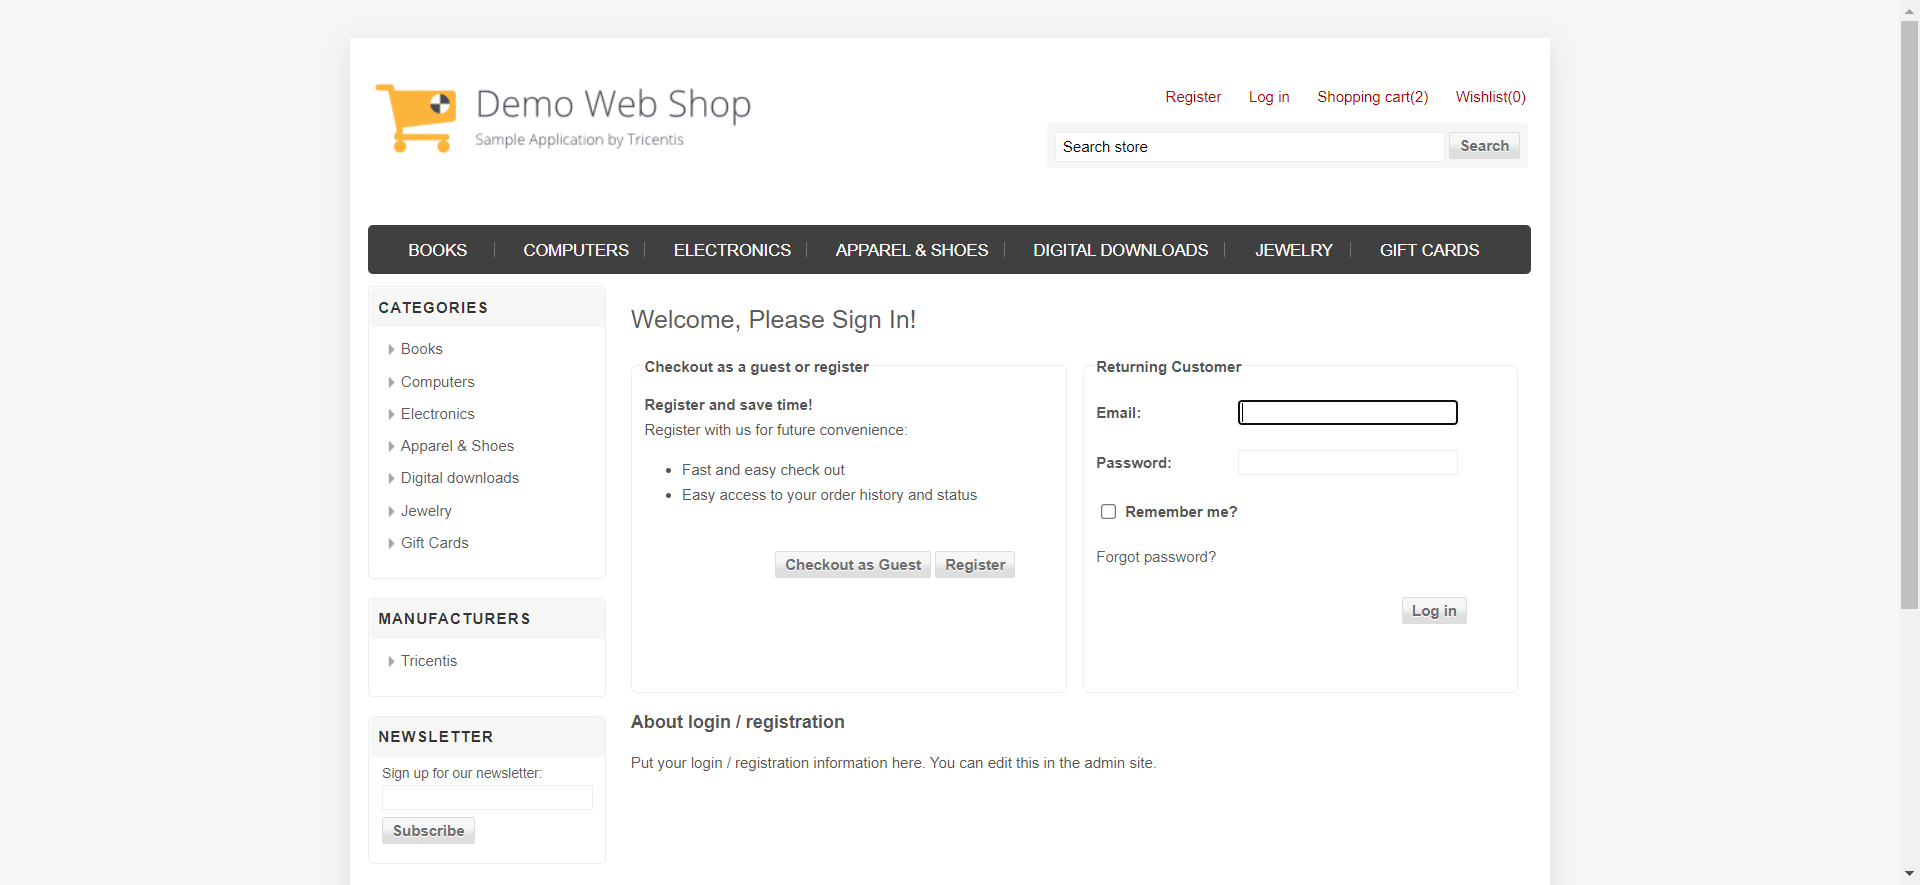 Demo Web Shop
Sample Application by Tricentis
Register
Log in
Shopping cart(2)
Wishlist(0)
Search store
Search
BOOKS
COMPUTERS
ELECTRONICS
APPAREL & SHOES
DIGITAL DOWNLOADS
JEWELRY
GIFT CARDS
CATEGORIES
Books
Computers
Electronics
Apparel & Shoes
Digital downloads
Jewelry
Gift Cards
MANUFACTURERS
Tricentis
NEWSLETTER
Sign up for our newsletter:
Subscribe
Welcome, Please Sign In!
Checkout as a guest or register
Register and save time!
Register with us for future convenience:
Fast and easy check out
Easy access to your order history and status
Checkout as Guest
Register
Returning Customer
Email:
Password:
Remember me?
Forgot password?
Log in
About login / registration
Put your login / registration information here. You can edit this in the admin site.